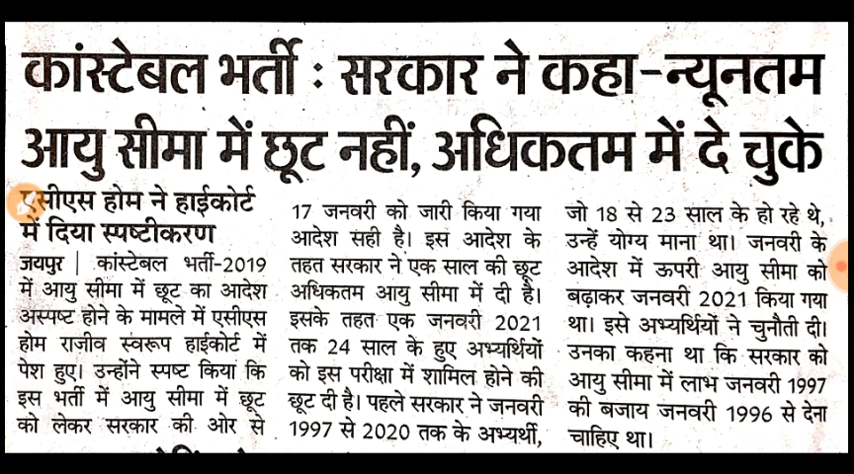 कांस्टेबल भर्ती : सरकार ने कहा-न्यूनतम
आयु सीमा में छूट नहीं, अधिकतम में दे चुके
एसीएस होम ने हाईकोर्ट
में दिया स्पष्टीकरण
जयपुर | कांस्टेबल भर्ती-2019
में आयु सीमा में छूट का आदेश
अस्पष्ट होने के मामले में एसीएस
होम राजीव स्वरूप हाईकोर्ट में
पेश हुए। उन्होंने स्पष्ट किया कि
इस भर्ती में आयु सीमा में छूट
को लेकर सरकार की ओर से
17 जनवरी को जारी किया गया
आदेश सही है। इस आदेश के
तहत सरकार ने एक साल की छूट
अधिकतम आयु सीमा में दी है।
इसके तहत एक जनवरी 2021
तक 24 साल के हुए अभ्यर्थियों
को इस परीक्षा में शामिल होने की
छूट दी है। पहले सरकार ने जनवरी
1997 से 2020 तक के अभ्यर्थी,
जो 18 से 23 साल के हो रहे थे,
उन्हें योग्य माना था। जनवरी के
आदेश में ऊपरी आयु सीमा को
बढ़ाकर जनवरी 2021 किया गया
था। इसे अभ्यर्थियों ने चुनौती दी।
उनका कहना था कि सरकार को
आयु सीमा में लाभ जनवरी 1997
की बजाय जनवरी 1996 से देना
चाहिए था।